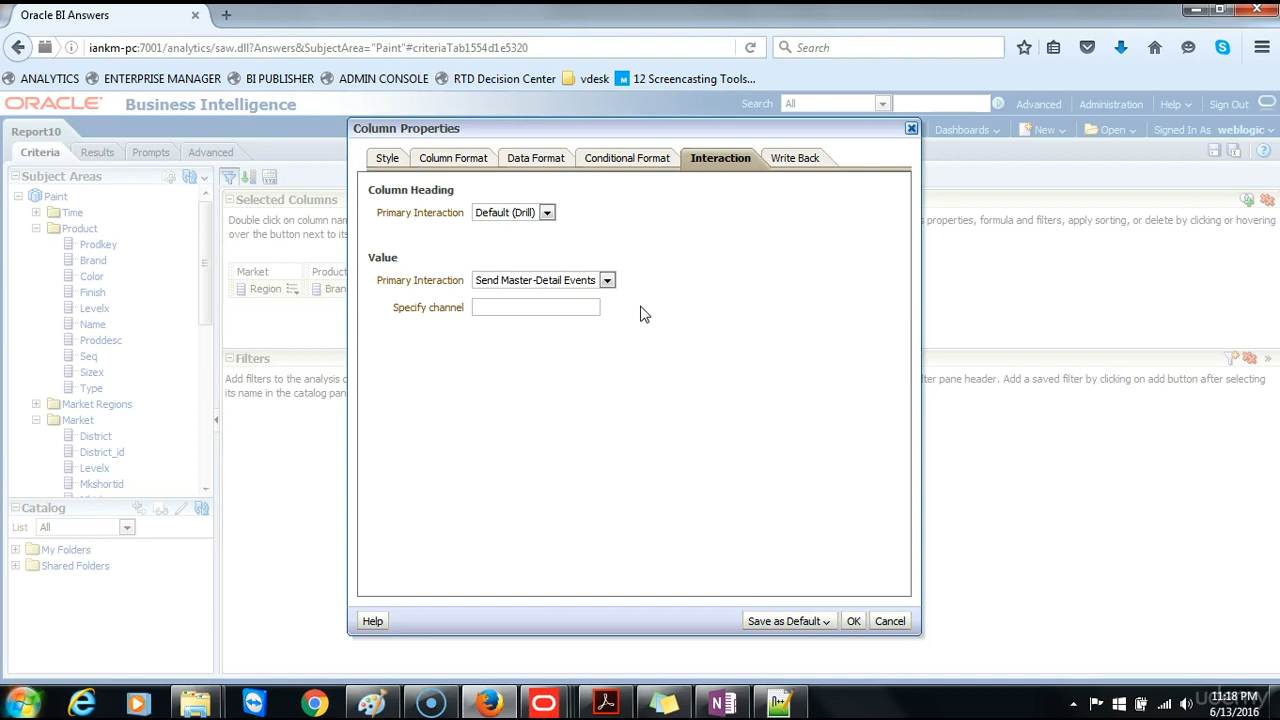 Oracle BI Answers
iankm-pc:7001/analytics/saw.dll?Answers&SubjectArea="Paint"#criteriaTab1554d1e5320
Search
ANALYTICS ENTERPRISE MANAGER BI PUBLISHER ADMIN CONSOLE RTD Decision Center vdesk 12 Screencasting Tools...
ORACLE Business Intelligence
Search All Advanced Administration Help Sign Out
Report10
Dashboards New Open Signed In As weblogic
Criteria Results Prompts Advanced
Subject Areas
Paint
Time
Product
Prodkey
Brand
Color
Finish
Levelx
Name
Proddesc
Seq
Sizex
Type
Market Regions
Market
District
District_id
Levelx
Mkshortd
Catalog
List All
My Folders
Shared Folders
Selected Columns
Double click on column nam
properties, formula and filters, apply sorting, or delete by clicking or hovering
over the button next to its
Market Product
Region Bran
Filters
Add filters to the analysis c
lter pane header. Add a saved filter by clicking on add button after selecting
its name in the catalog pan
Column Properties
Style Column Format Data Format Conditional Format Interaction Write Back
Column Heading
Primary Interaction Default (Drill)
Value
Primary Interaction Send Master-Detail Events
Specify channel
Help Save as Default OK Cancel
11:18 PM
6/13/2016
udemy